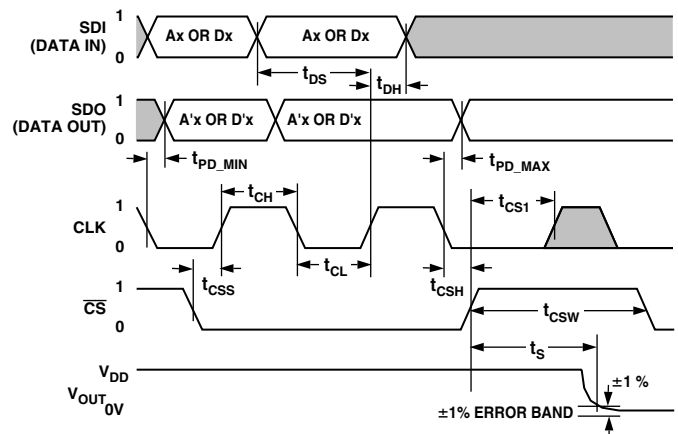 SDI
(DATA IN)
1
0
Ax OR Dx
Ax OR Dx
tDS
tDH
SDO
(DATA OUT)
1
0
A'x OR D'x
A'x OR D'x
tPD_MIN
tPD_MAX
tCH
tCS1
CLK
1
0
tCL
tCSS
tCSH
CS
1
0
tCSW
tS
VDD
VOUT
0V
±1 %
±1% ERROR BAND